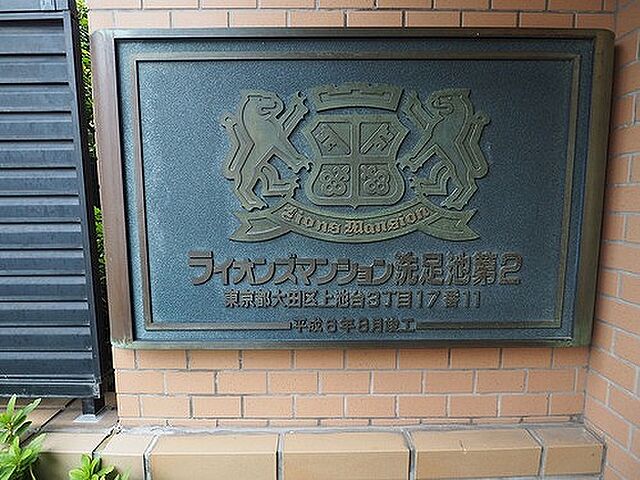 Lions Mansion
ライオンズマンション洗足池第2
東京都大田区上池台3丁目17番11
平成6年8月竣工